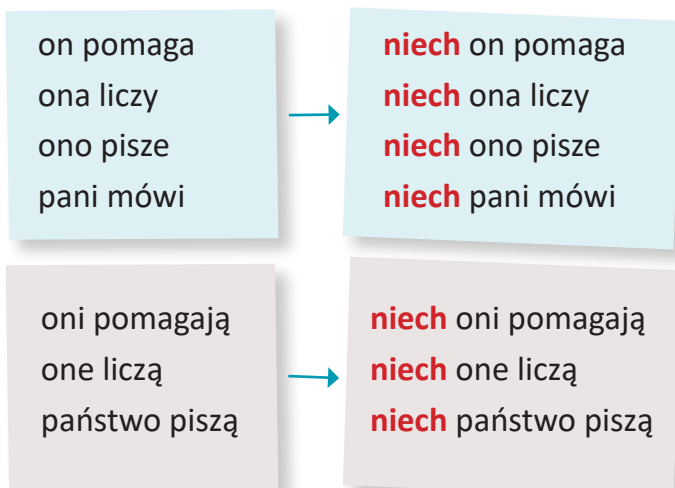 on pomaga
ona liczy
ono pisze
pani mówi
niech on pomaga
niech ona liczy
niech ono pisze
niech pani mówi
oni pomagają
one liczą
państwo piszą
niech oni pomagają
niech one liczą
niech państwo piszą